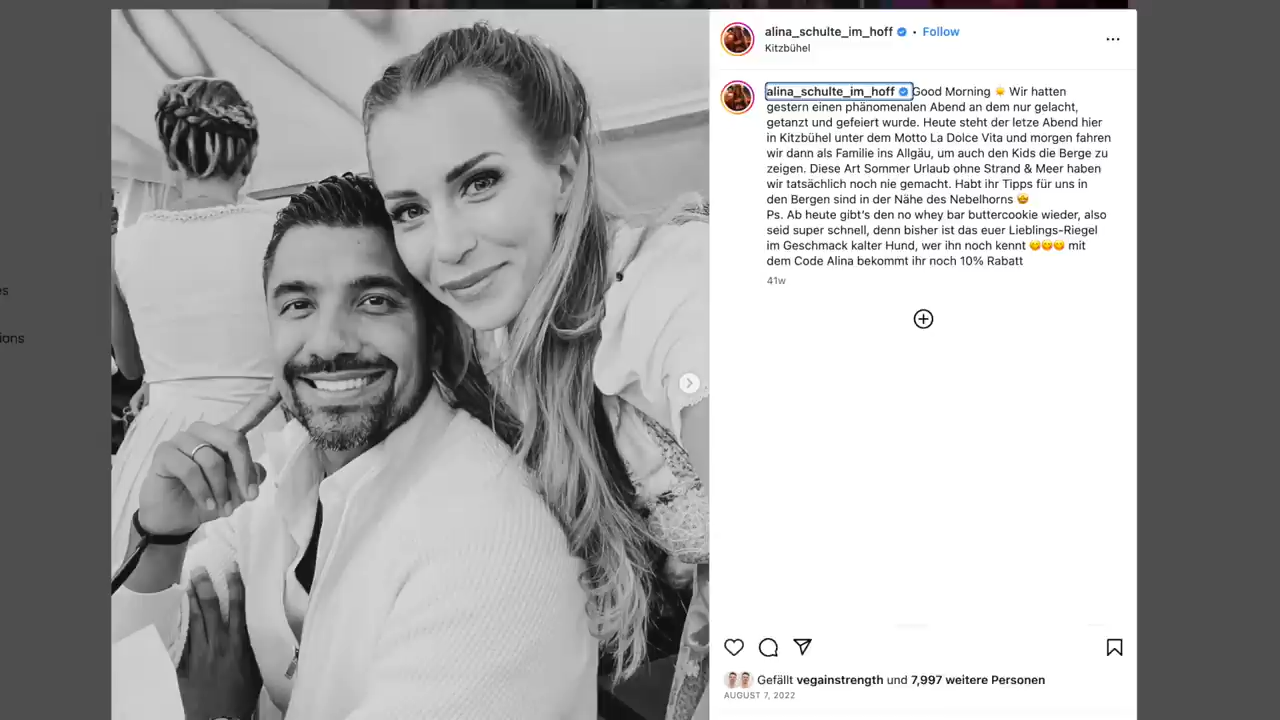 alina_schulte_im_hoff • Follow
Kitzbühel
alina_schulte_im_hoff Good Morning ☀️ Wir hatten
gestern einen phänomenalen Abend an dem nur gelacht,
getanzt und gefeiert wurde. Heute steht der letze Abend hier
in Kitzbühel unter dem Motto La Dolce Vita und morgen fahren
wir dann als Familie ins Allgäu, um auch den Kids die Berge zu
zeigen. Diese Art Sommer Urlaub ohne Strand & Meer haben
wir tatsächlich noch nie gemacht. Habt ihr Tipps für uns in
den Bergen sind in der Nähe des Nebelhorns 🤩
Ps. Ab heute gibt's den no whey bar buttercookie wieder, also
seid super schnell, denn bisher ist das euer Lieblings-Riegel
im Geschmack kalter Hund, wer ihn noch kennt 😋😋😋 mit
dem Code Alina bekommt ihr noch 10% Rabatt
41w
es
ions
Gefällt vegainstrength und 7,997 weitere Personen
AUGUST 7, 2022